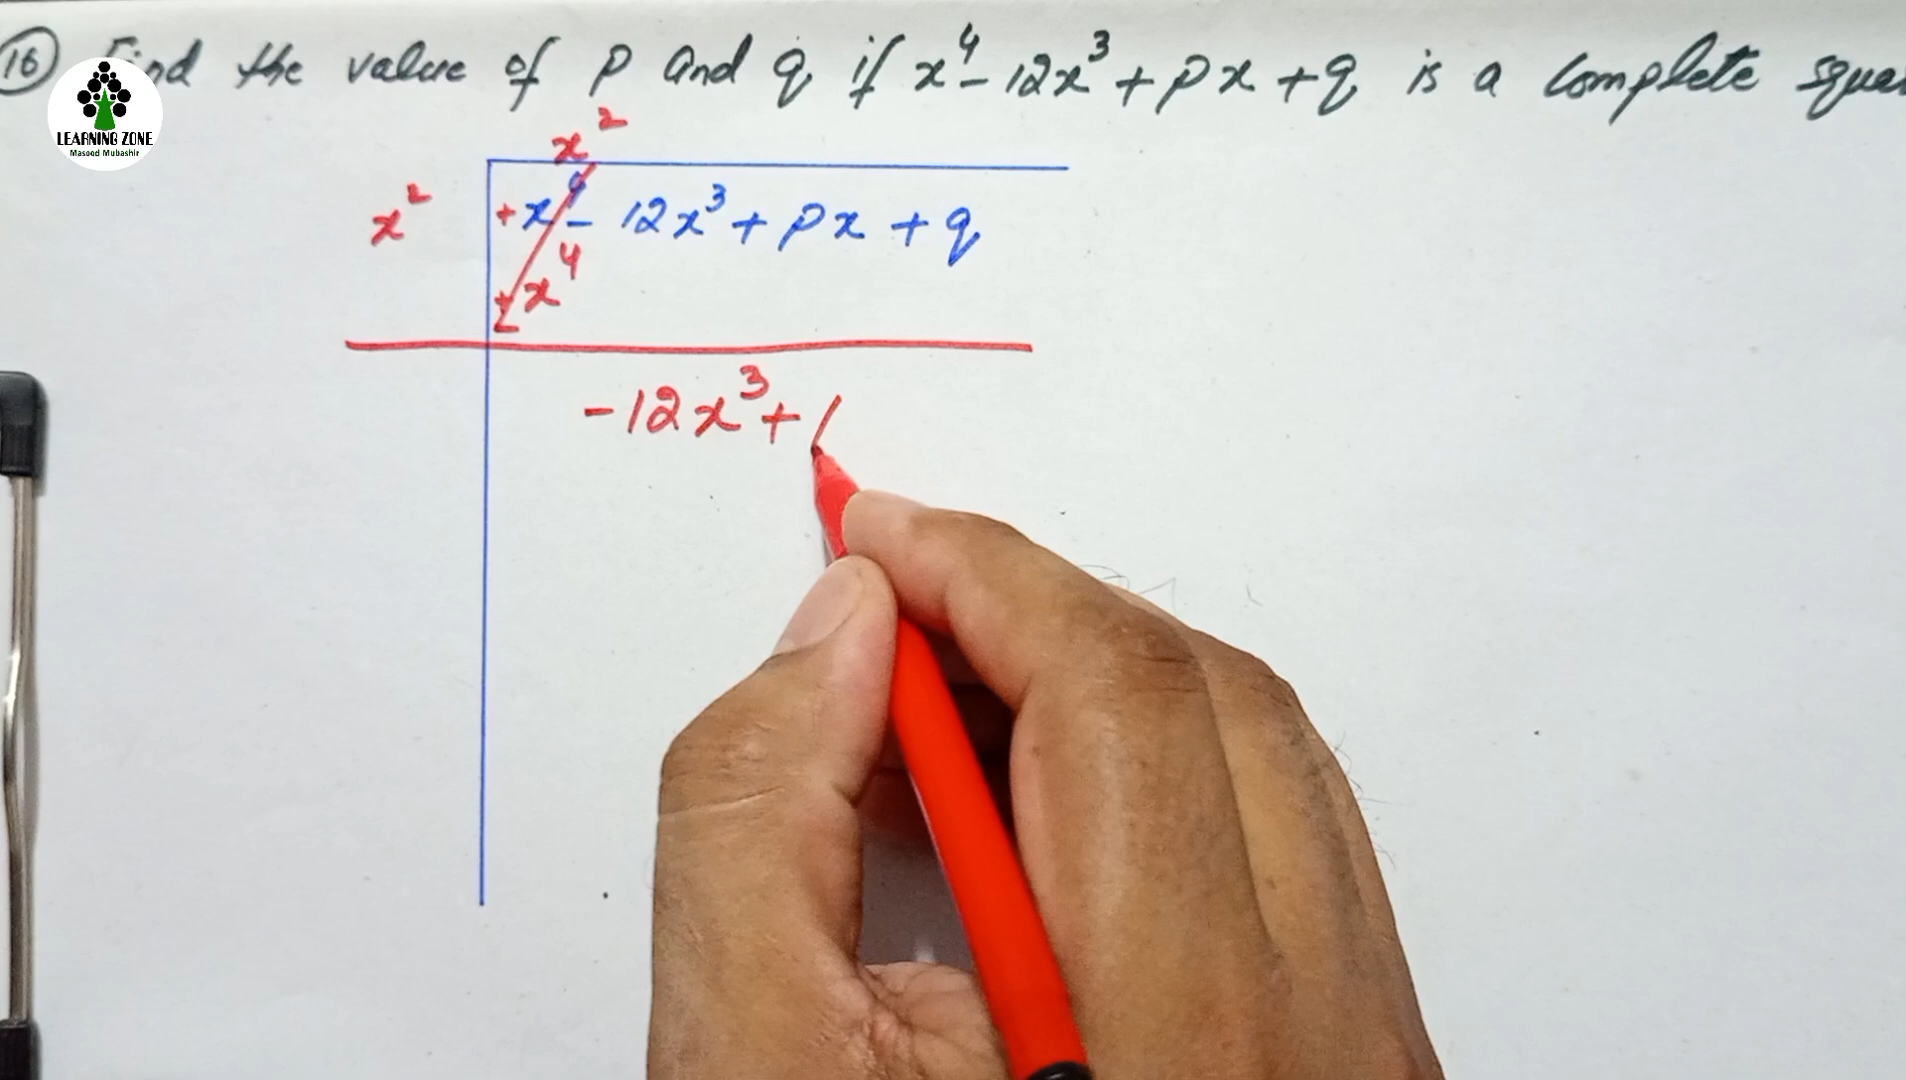 16 Find the value of p and q if x⁴ - 12x³ + px + q is a complete squa
LEARNING ZONE
Masood Mubashir
x²
x² + x⁴ - 12x³ + px + q
± x⁴
-12x³ +